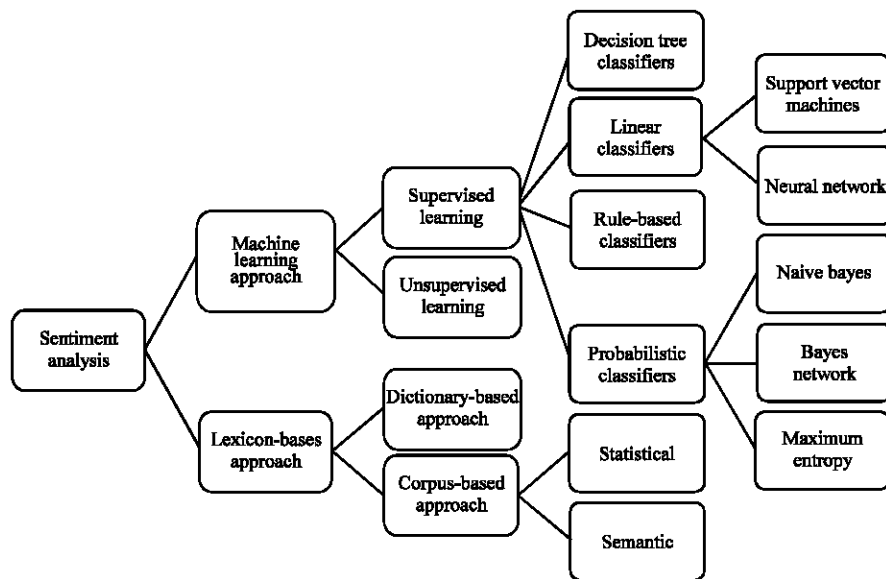 Decision tree
classifiers
Support vector
machines
Linear
classifiers
Neural network
Supervised
learning
Rule-based
classifiers
Machine
learning
approach
Unsupervised
learning
Naive bayes
Sentiment
analysis
Probabilistic
classifiers
Bayes
network
Dictionary-based
approach
Lexicon-bases
approach
Statistical
Maximum
entropy
Corpus-based
approach
Semantic